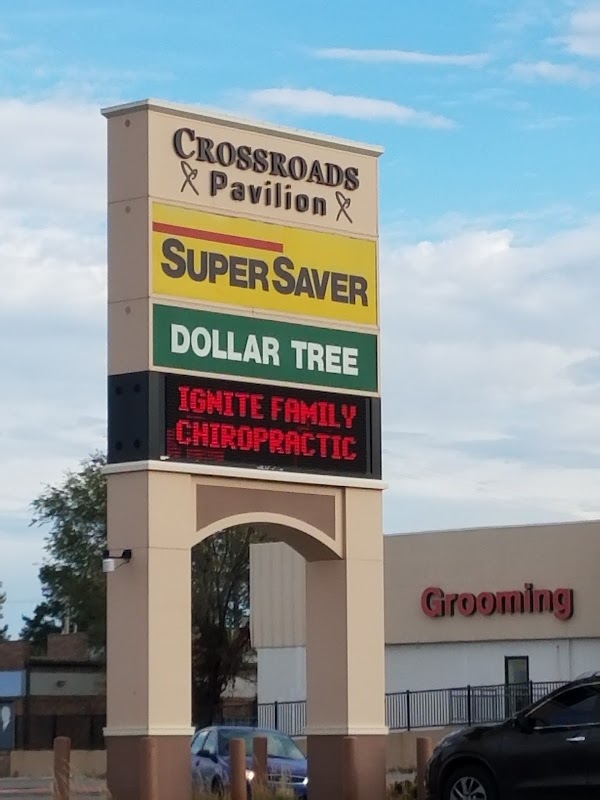 CROSSROADS
Pavilion
SUPER SAVER
DOLLAR TREE
IGNITE FAMILY
CHIROPRACTIC
Grooming